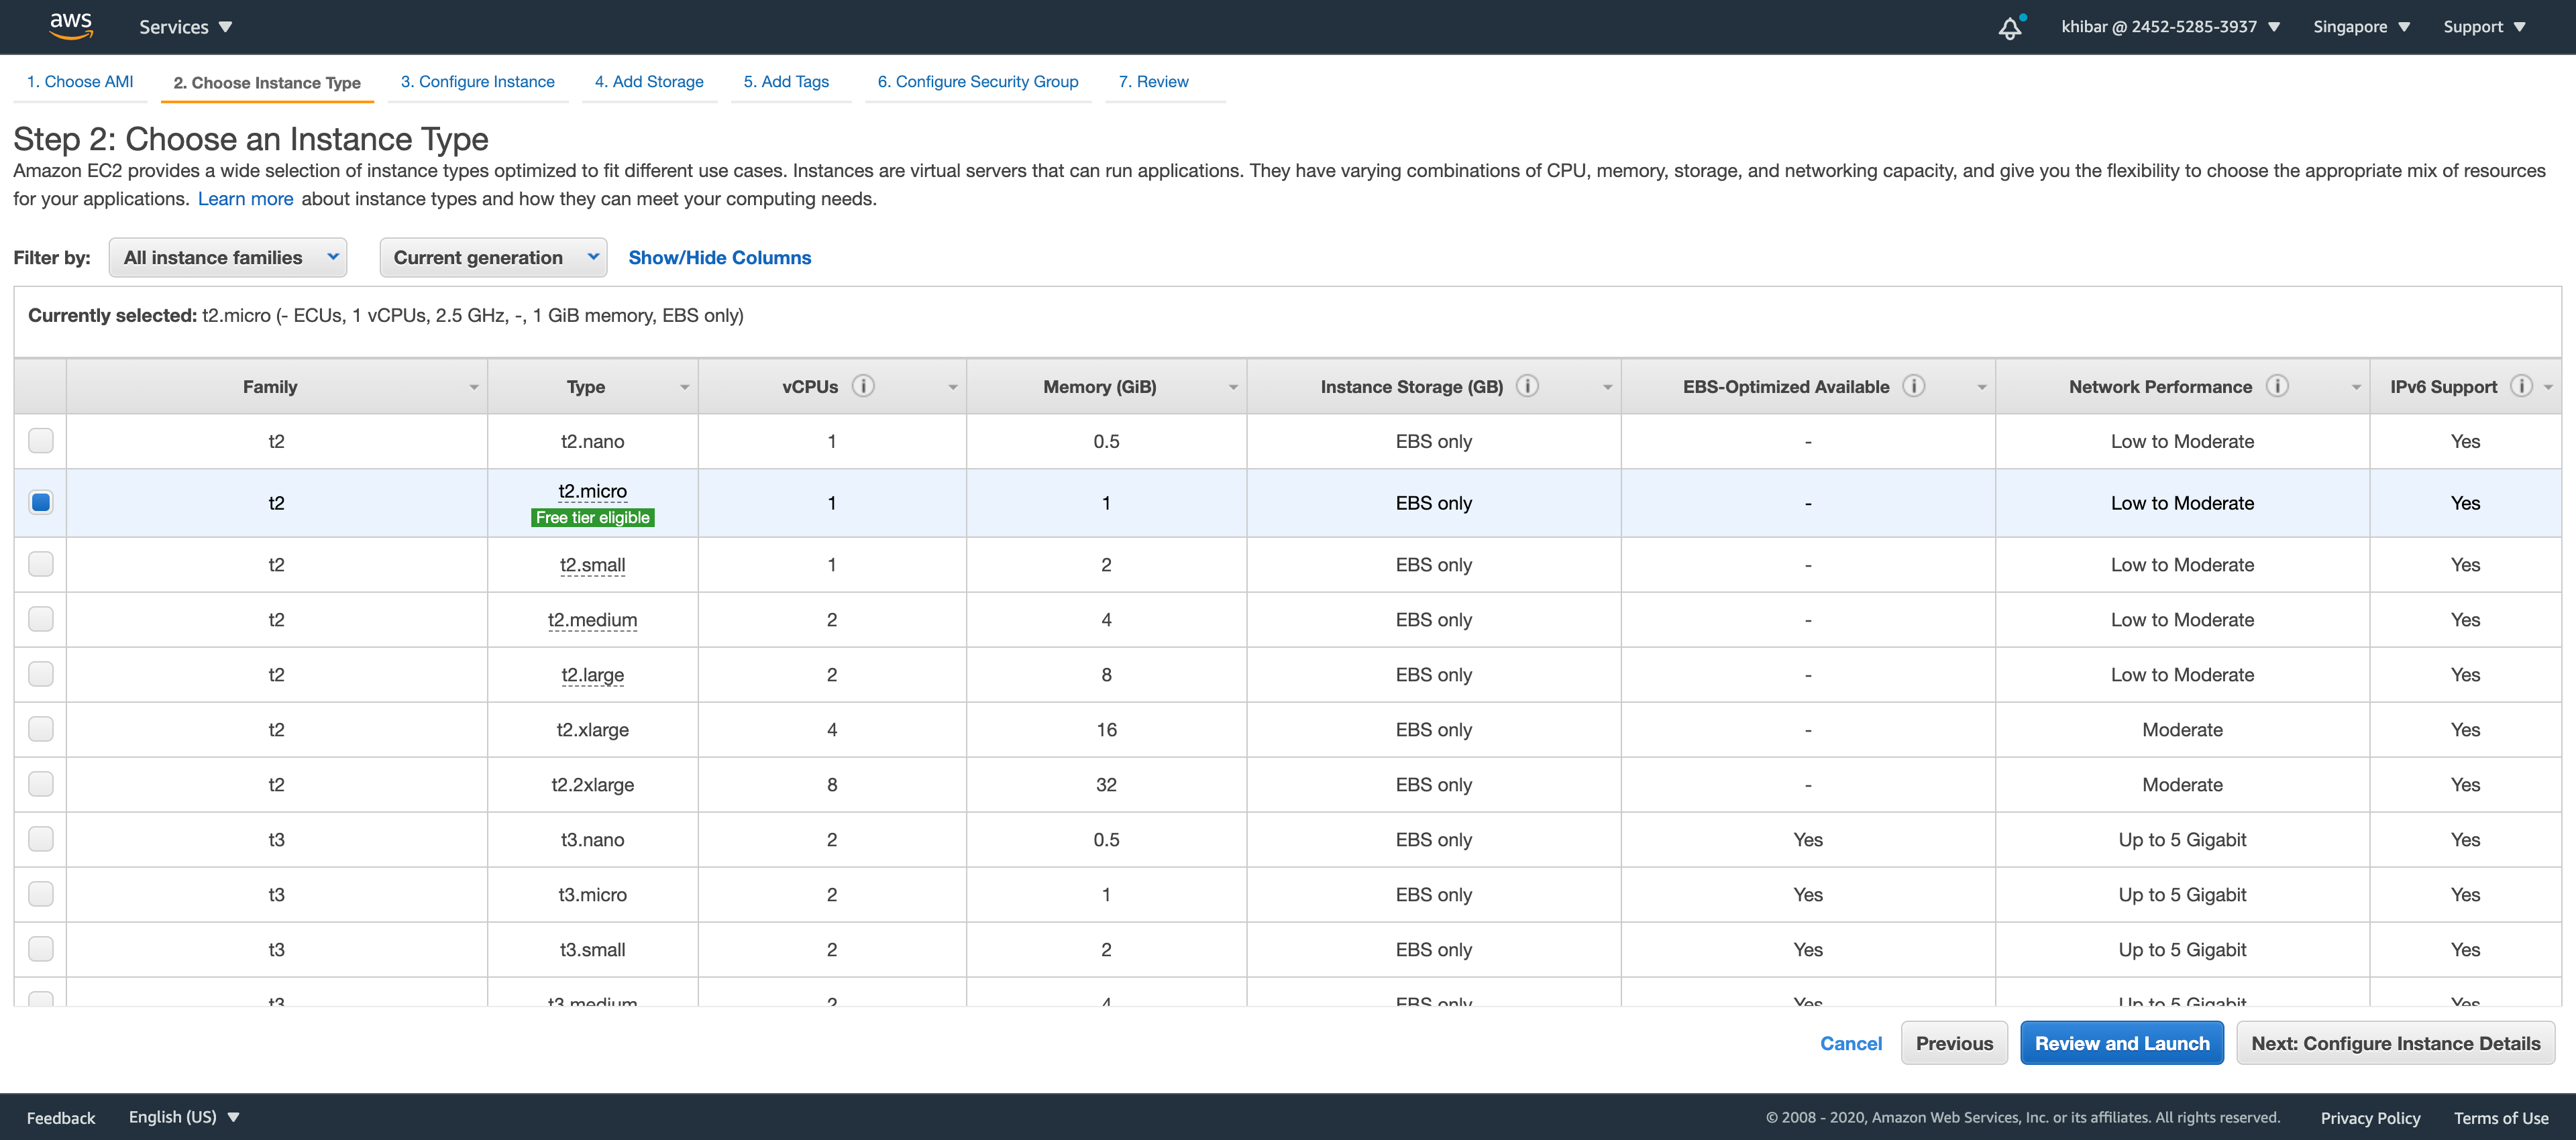 aws Services khibar @ 2452-5285-3937 Singapore Support
1. Choose AMI 2. Choose Instance Type 3. Configure Instance 4. Add Storage 5. Add Tags 6. Configure Security Group 7. Review
Step 2: Choose an Instance Type
Amazon EC2 provides a wide selection of instance types optimized to fit different use cases. Instances are virtual servers that can run applications. They have varying combinations of CPU, memory, storage, and networking capacity, and give you the flexibility to choose the appropriate mix of resources
for your applications. Learn more about instance types and how they can meet your computing needs.
Filter by: All instance families Current generation Show/Hide Columns
Currently selected: t2.micro (- ECUs, 1 vCPUs, 2.5 GHz, -, 1 GiB memory, EBS only)
Family Type vCPUs Memory (GiB) Instance Storage (GB) EBS-Optimized Available Network Performance IPv6 Support
t2 t2.nano 1 0.5 EBS only - Low to Moderate Yes
t2 t2.micro 1 1 EBS only - Low to Moderate Yes
Free tier eligible
t2 t2.small 1 2 EBS only - Low to Moderate Yes
t2 t2.medium 2 4 EBS only - Low to Moderate Yes
t2 t2.large 2 8 EBS only - Low to Moderate Yes
t2 t2.xlarge 4 16 EBS only - Moderate Yes
t2 t2.2xlarge 8 32 EBS only - Moderate Yes
t3 t3.nano 2 0.5 EBS only Yes Up to 5 Gigabit Yes
t3 t3.micro 2 1 EBS only Yes Up to 5 Gigabit Yes
t3 t3.small 2 2 EBS only Yes Up to 5 Gigabit Yes
t3 t3.medium 2 4 EBS only Yes Up to 5 Gigabit Yes
Cancel Previous Review and Launch Next: Configure Instance Details
Feedback English (US) © 2008 - 2020, Amazon Web Services, Inc. or its affiliates. All rights reserved. Privacy Policy Terms of Use